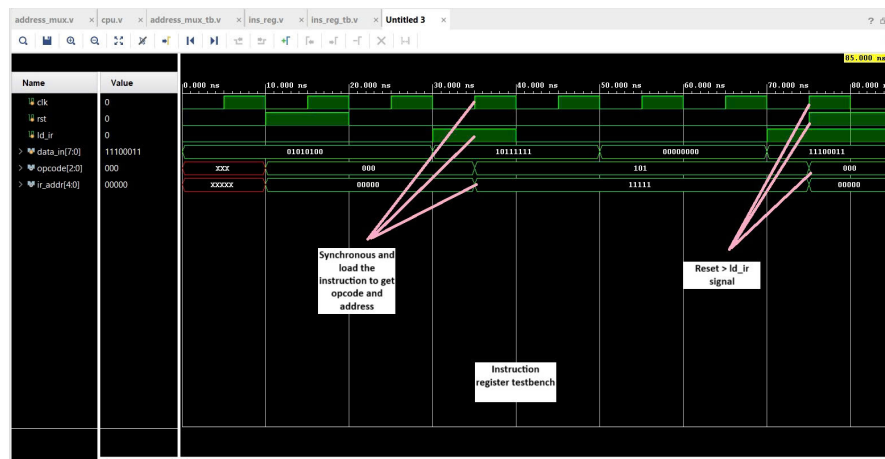 address_mux.v × cpu.v × address_mux_tb.v × ins_reg.v × ins_reg_tb.v × Untitled 3 ×
?
85.000 ns
Name Value
0.000 ns 10.000 ns 20.000 ns 30.000 ns 40.000 ns 50.000 ns 60.000 ns 70.000 ns 80.000
clk 0
rst 0
ld_ir 0
> data_in[7:0] 11100011 01010100 10111111 00000000 11100011
> opcode[2:0] 000 XXX 000 101 000
> ir_addr[4:0] 00000 XXXXX 00000 11111 00000
Synchronous and
load the
instruction to get
opcode and
address
Reset > ld_ir
signal
Instruction
register testbench